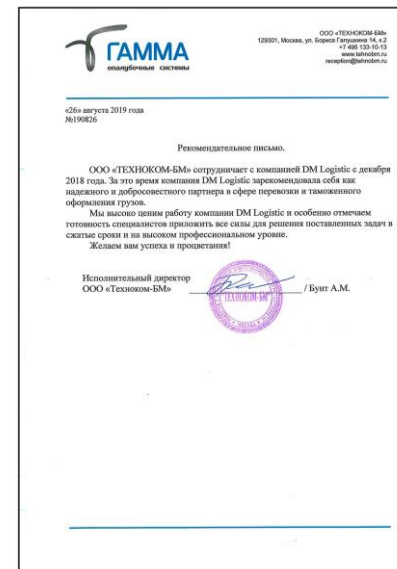 ГАММА
опалубочные системы
ООО «ТЕХНОКОМ-БМ»
129301, Москва, ул. Бориса Галушкина 14, к.2
+7 495 133-10-13
www.tehnobm.ru
reception@tehnobm.ru
«26» августа 2019 года
№190826
Рекомендательное письмо.
ООО «ТЕХНОКОМ-БМ» сотрудничает с компанией DM Logistic с декабря
2018 года. За это время компания DM Logistic зарекомендовала себя как
надежного и добросовестного партнера в сфере перевозки и таможенного
оформления грузов.
Мы высоко ценим работу компании DM Logistic и особенно отмечаем
готовность специалистов приложить все силы для решения поставленных задач в
сжатые сроки и на высоком профессиональном уровне.
Желаем вам успеха и процветания!
Исполнительный директор
ООО «Техноком-БМ» / Бунт А.М.
ТЕХНОКОМ-БМ